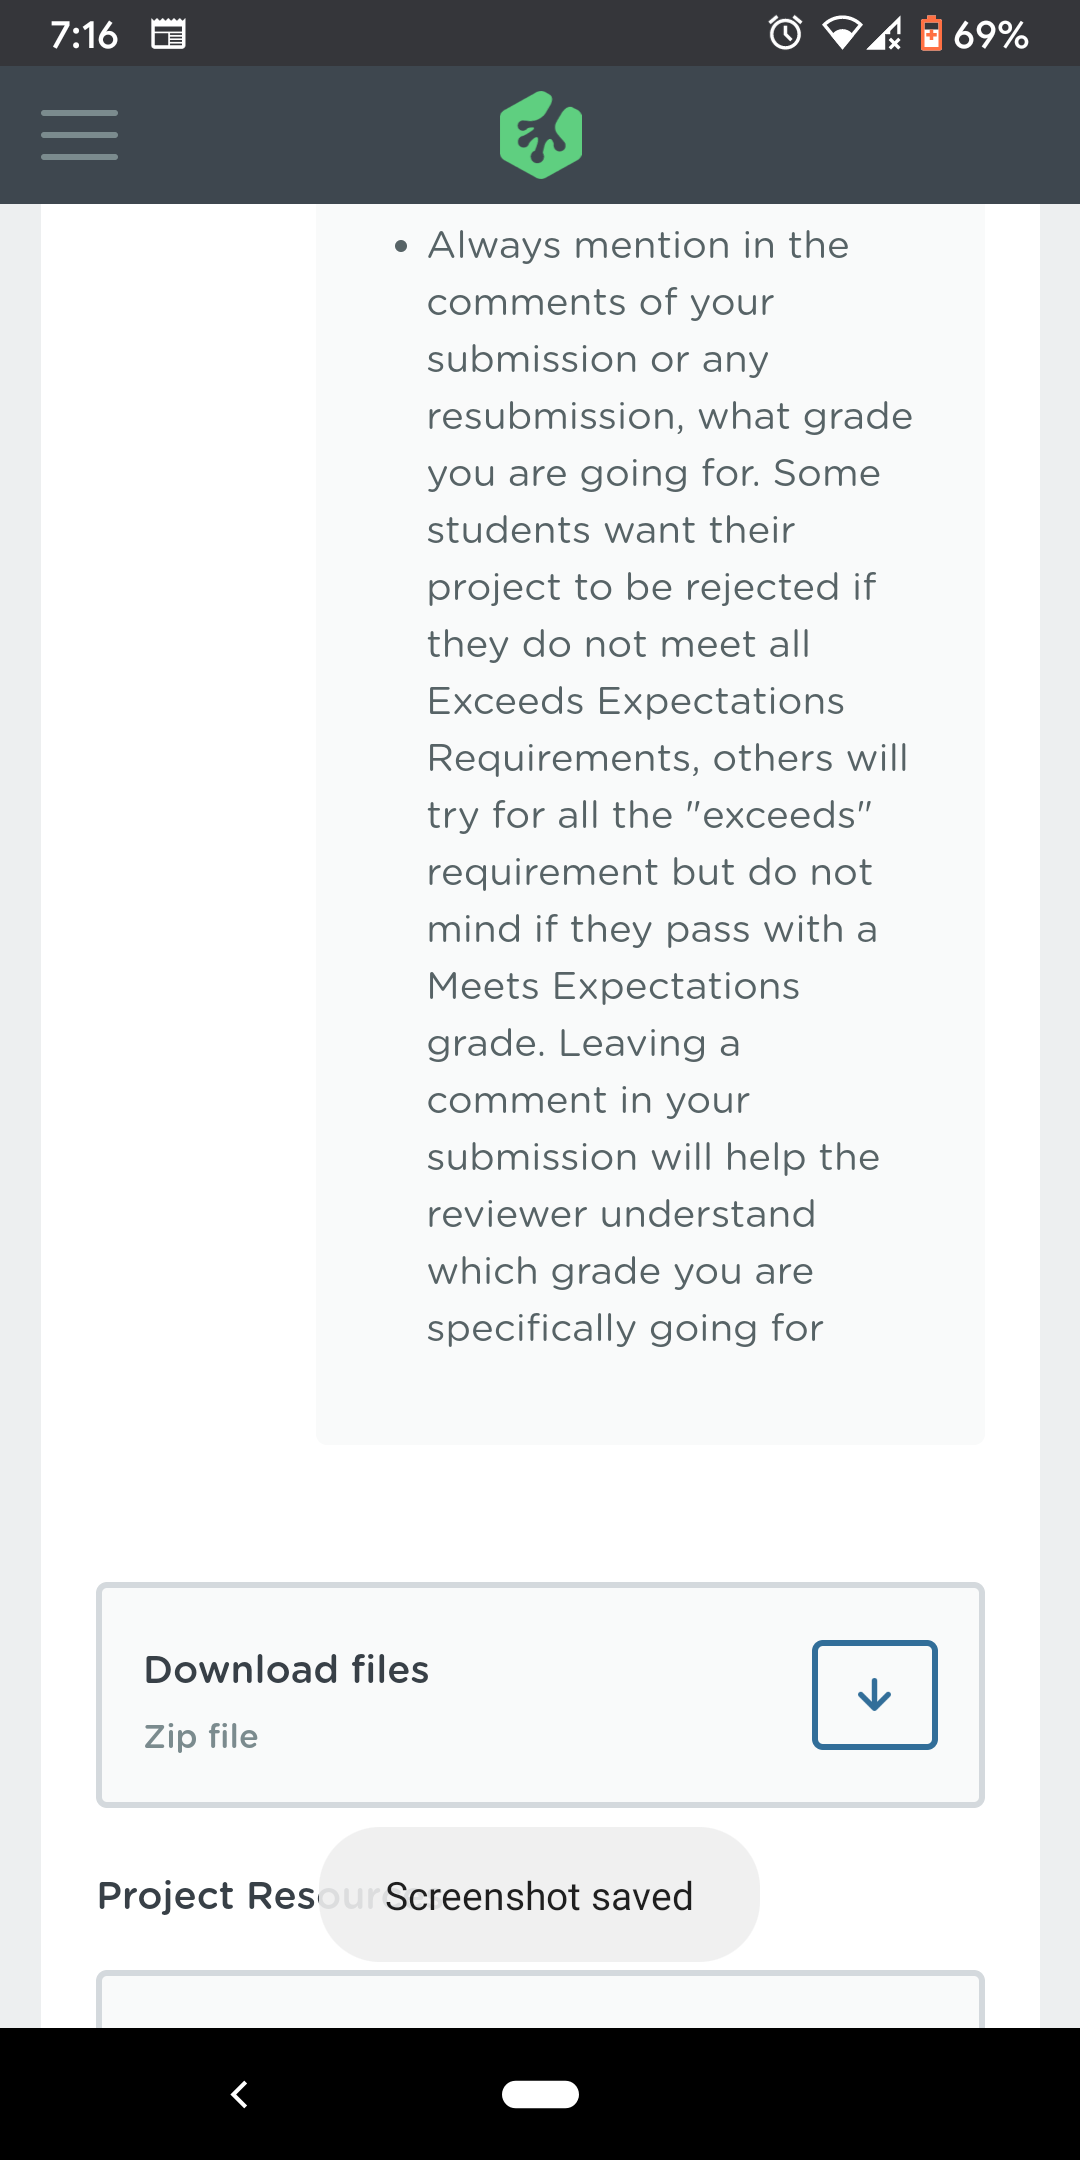 7:16
69%
Always mention in the
comments of your
submission or any
resubmission, what grade
you are going for. Some
students want their
project to be rejected if
they do not meet all
Exceeds Expectations
Requirements, others will
try for all the "exceeds"
requirement but do not
mind if they pass with a
Meets Expectations
grade. Leaving a
comment in your
submission will help the
reviewer understand
which grade you are
specifically going for
Download files
Zip file
Project Resources
Screenshot saved